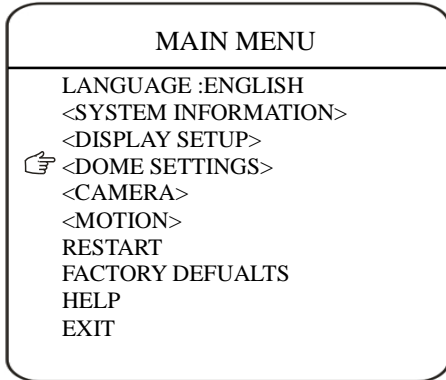 MAIN MENU
LANGUAGE :ENGLISH
<SYSTEM INFORMATION>
<DISPLAY SETUP>
<DOME SETTINGS>
<CAMERA>
<MOTION>
RESTART
FACTORY DEFUALTS
HELP
EXIT